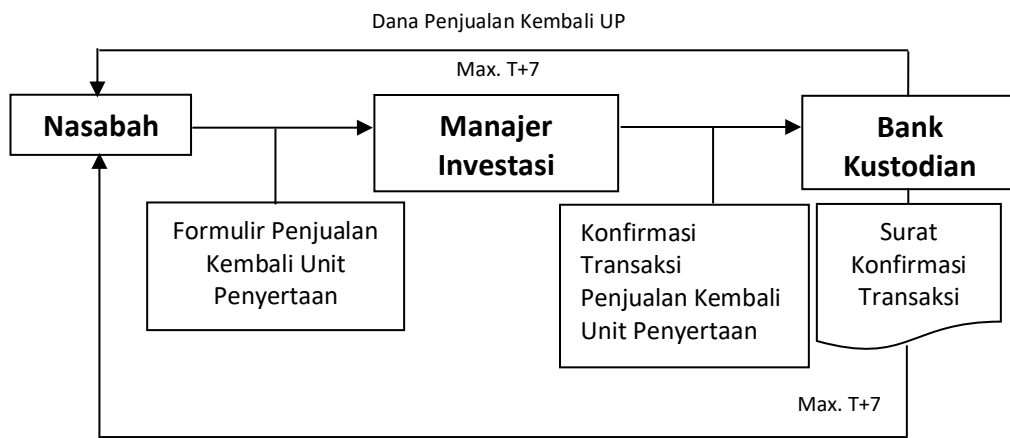 Dana Penjualan Kembali UP
Max. T+7
Nasabah
Manajer
Investasi
Bank
Kustodian
Formulir Penjualan
Kembali Unit
Penyertaan
Konfirmasi
Transaksi
Penjualan Kembali
Unit Penyertaan
Surat
Konfirmasi
Transaksi
Max. T+7